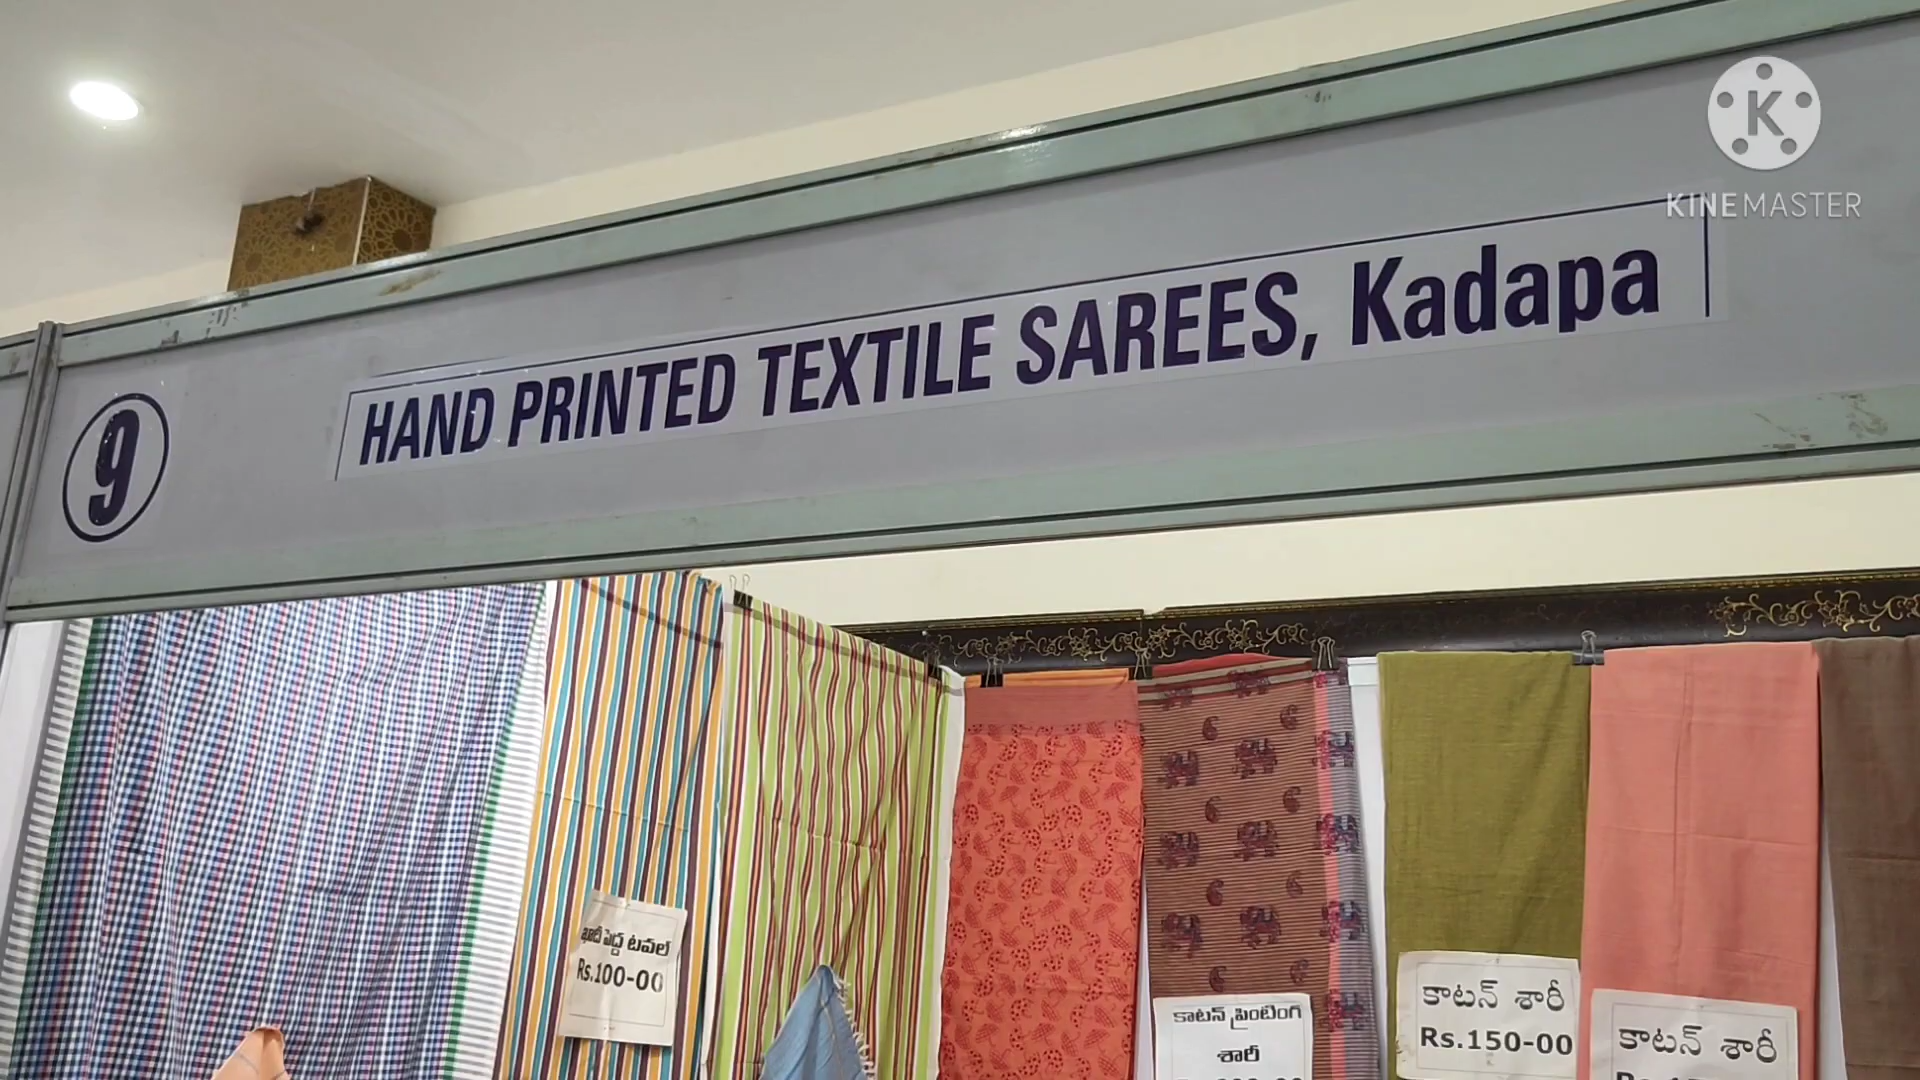 K
KINEMASTER
9
HAND PRINTED TEXTILE SAREES, Kadapa
ఖాదీ పెద్ద టవల్
Rs.100-00
కాటన్ ప్రింటింగ్
శారీ
కాటన్ శారీ
Rs.150-00
కాటన్ శారీ